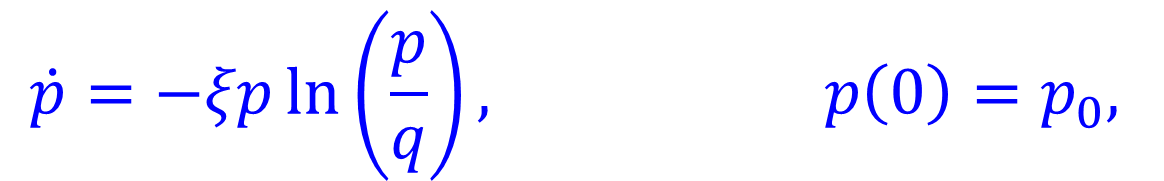 ṗ = −ξp ln(p/q), p(0) = p₀,